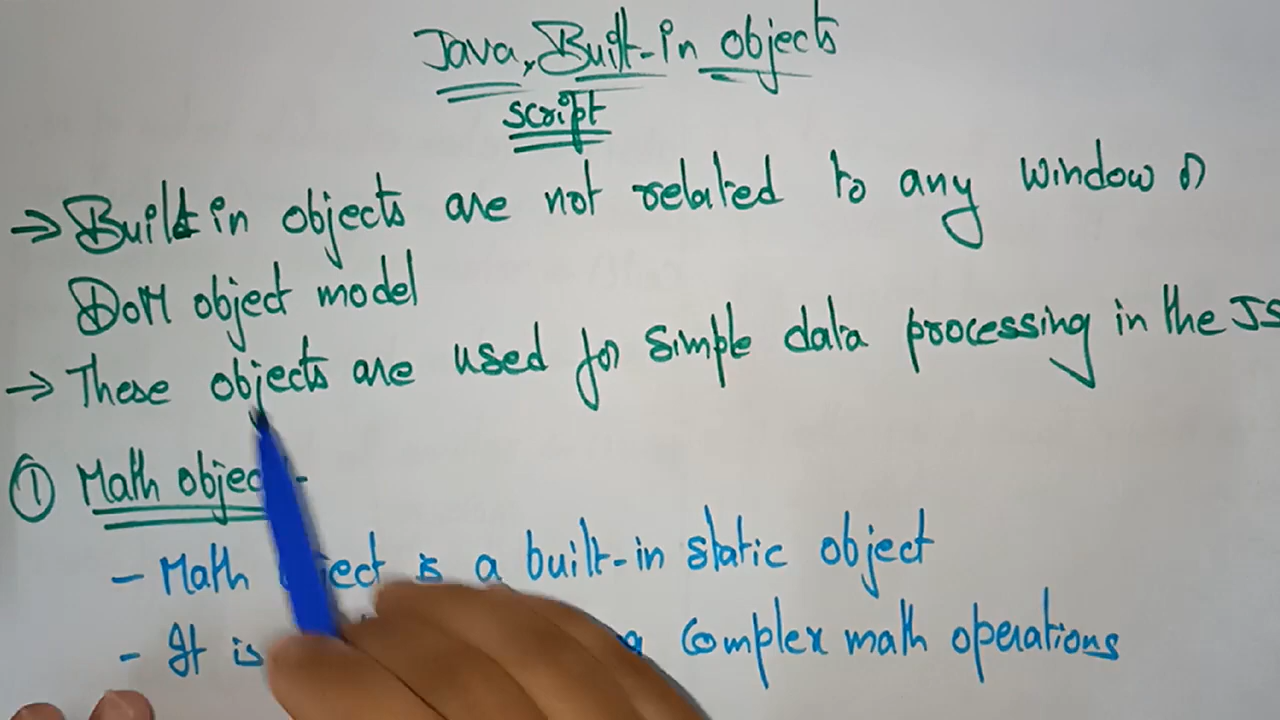 Java, Built-in objects
script
→ Built in objects are not related to any window or
DOM object model
→ These objects are used for simple data processing in the JS
① Math objec -
- Math object is a built-in static object
- It is complex math operations